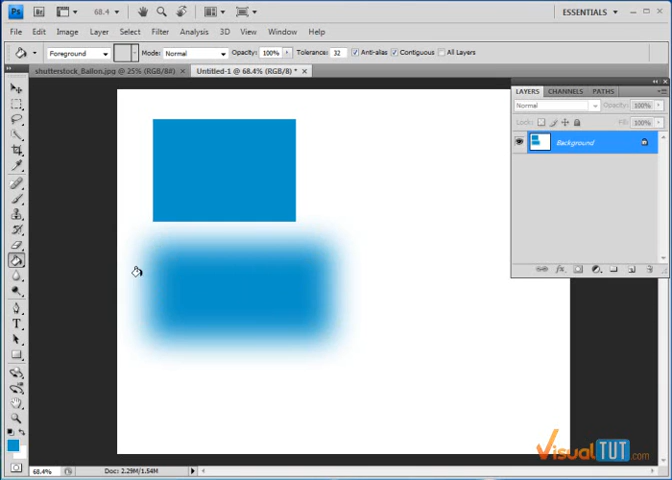 Ps Br 68.4 ESSENTIALS
File Edit Image Layer Select Filter Analysis 3D View Window Help
Foreground Mode: Normal Opacity: 100% Tolerance: 32 Anti-alias Contiguous All Layers
shutterstock_Ballon.jpg @ 25% (RGB/8#) × Untitled-1 @ 68.4% (RGB/8) * ×
LAYERS CHANNELS PATHS
Normal Opacity: 100%
Lock: Fill: 100%
Background
T
VisualTUT.com
68.4% Doc: 2.29M/1.54M